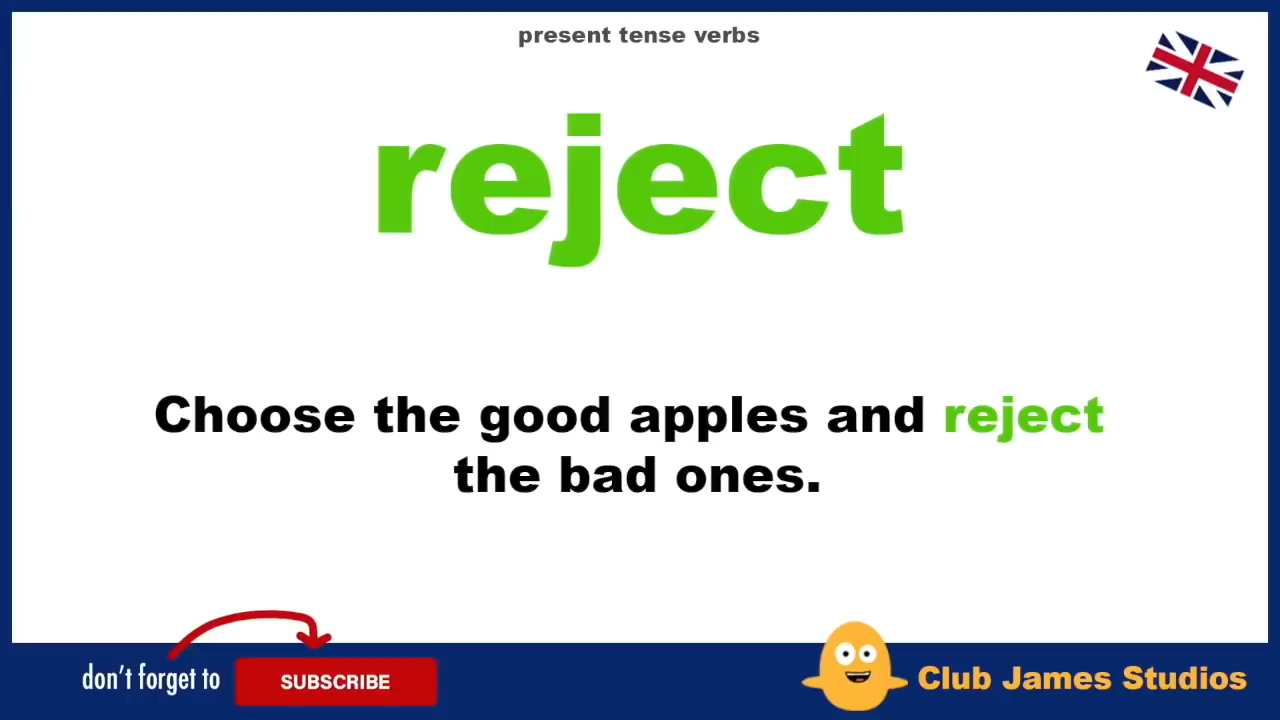 present tense verbs
reject
Choose the good apples and reject
the bad ones.
don't forget to SUBSCRIBE
Club James Studios